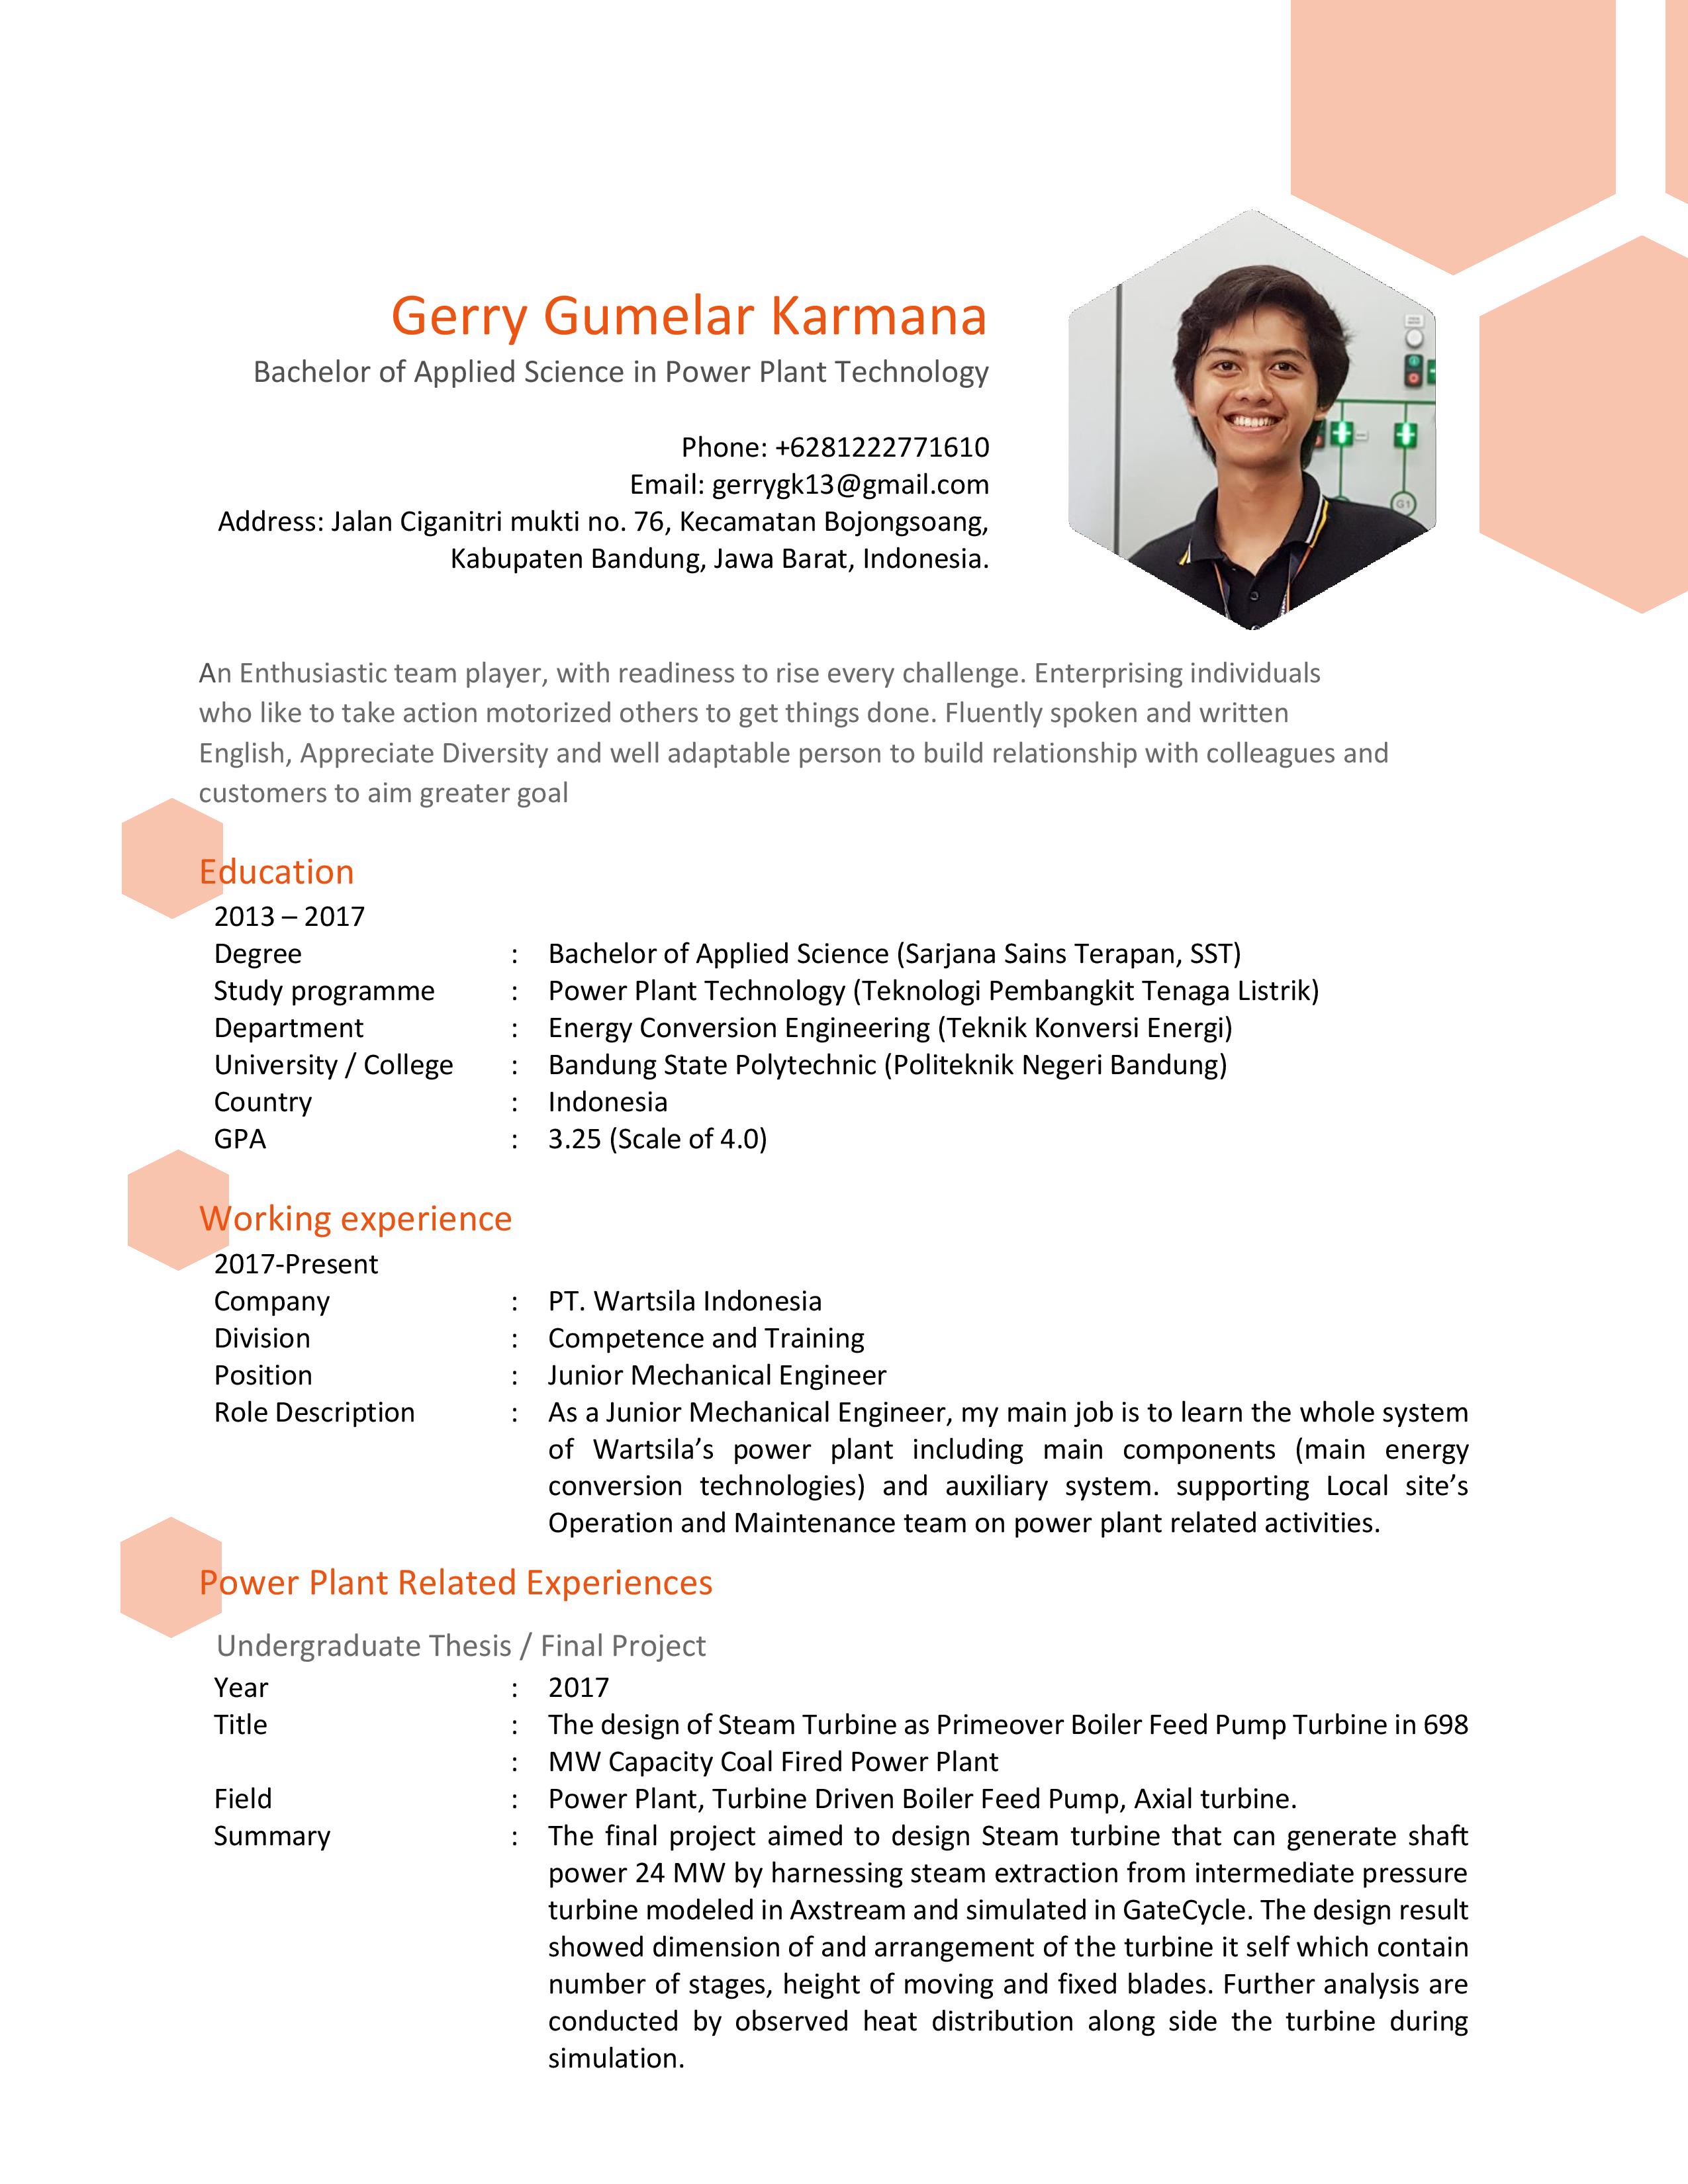 Gerry Gumelar Karmana
Bachelor of Applied Science in Power Plant Technology
Phone: +6281222771610
Email: gerrygk13@gmail.com
Address: Jalan Ciganitri mukti no. 76, Kecamatan Bojongsoang,
Kabupaten Bandung, Jawa Barat, Indonesia.
G1
An Enthusiastic team player, with readiness to rise every challenge. Enterprising individuals
who like to take action motorized others to get things done. Fluently spoken and written
English, Appreciate Diversity and well adaptable person to build relationship with colleagues and
customers to aim greater goal
Education
2013 – 2017
Degree : Bachelor of Applied Science (Sarjana Sains Terapan, SST)
Study programme : Power Plant Technology (Teknologi Pembangkit Tenaga Listrik)
Department : Energy Conversion Engineering (Teknik Konversi Energi)
University / College : Bandung State Polytechnic (Politeknik Negeri Bandung)
Country : Indonesia
GPA : 3.25 (Scale of 4.0)
Working experience
2017-Present
Company : PT. Wartsila Indonesia
Division : Competence and Training
Position : Junior Mechanical Engineer
Role Description : As a Junior Mechanical Engineer, my main job is to learn the whole system
of Wartsila’s power plant including main components (main energy
conversion technologies) and auxiliary system. supporting Local site’s
Operation and Maintenance team on power plant related activities.
Power Plant Related Experiences
Undergraduate Thesis / Final Project
Year : 2017
Title : The design of Steam Turbine as Primeover Boiler Feed Pump Turbine in 698
: MW Capacity Coal Fired Power Plant
Field : Power Plant, Turbine Driven Boiler Feed Pump, Axial turbine.
Summary : The final project aimed to design Steam turbine that can generate shaft
power 24 MW by harnessing steam extraction from intermediate pressure
turbine modeled in Axstream and simulated in GateCycle. The design result
showed dimension of and arrangement of the turbine it self which contain
number of stages, height of moving and fixed blades. Further analysis are
conducted by observed heat distribution along side the turbine during
simulation.